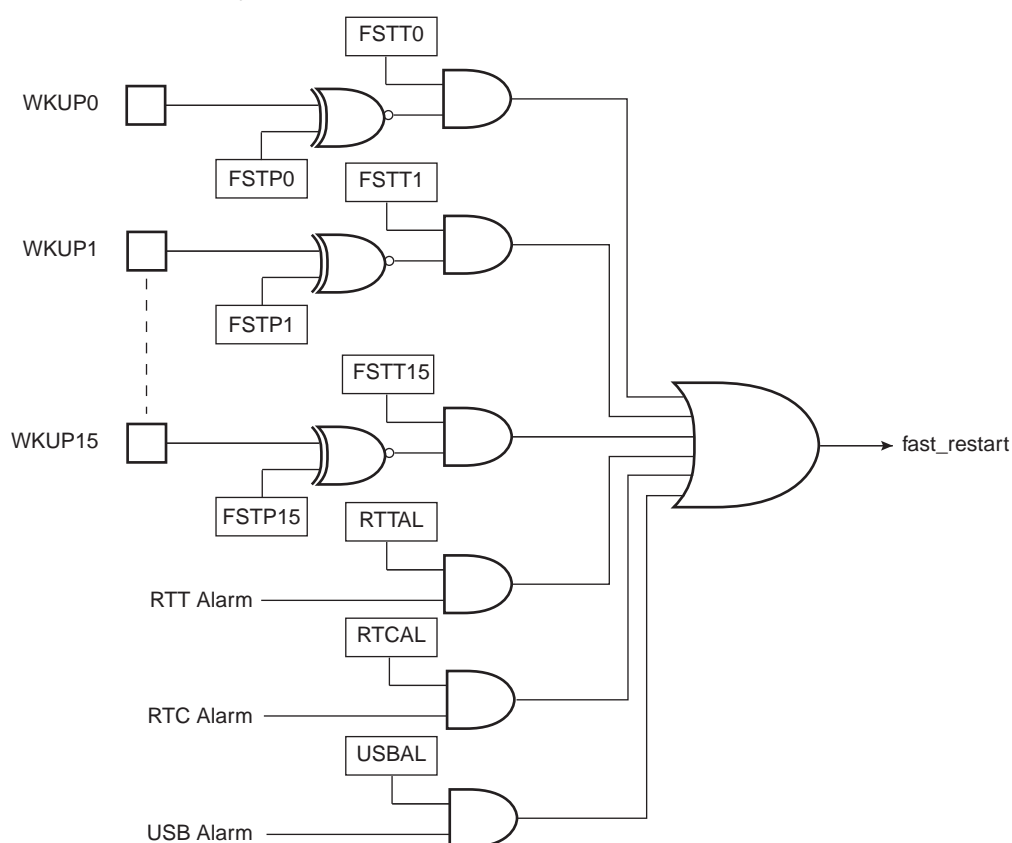 FSTT0
WKUP0
FSTP0
FSTT1
WKUP1
FSTP1
FSTT15
WKUP15
fast_restart
FSTP15
RTTAL
RTT Alarm
RTCAL
RTC Alarm
USBAL
USB Alarm